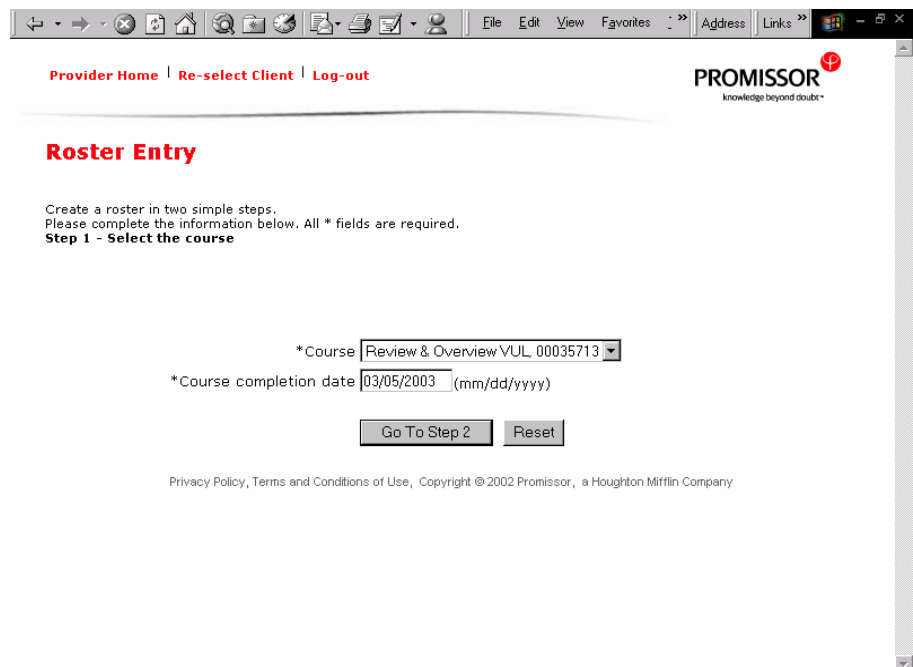 File Edit View Favorites » Address Links »
Provider Home | Re-select Client | Log-out
PROMISSOR
knowledge beyond doubt™
Roster Entry
Create a roster in two simple steps.
Please complete the information below. All * fields are required.
Step 1 - Select the course
*Course Review & Overview VUL, 00035713
*Course completion date 03/05/2003 (mm/dd/yyyy)
Go To Step 2 Reset
Privacy Policy, Terms and Conditions of Use, Copyright © 2002 Promissor, a Houghton Mifflin Company